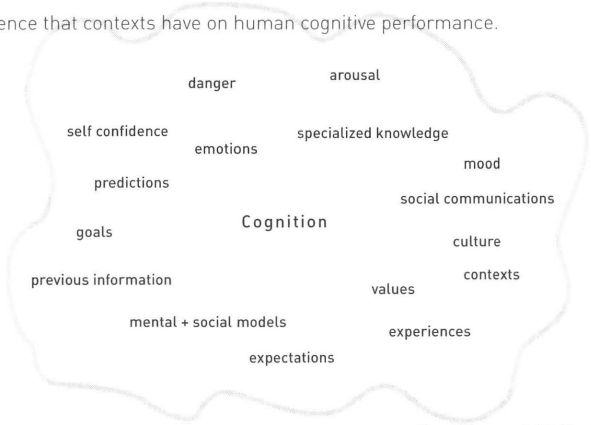 ence that contexts have on human cognitive performance.
danger
arousal
self confidence
specialized knowledge
emotions
mood
predictions
social communications
Cognition
goals
culture
previous information
contexts
values
mental + social models
experiences
expectations